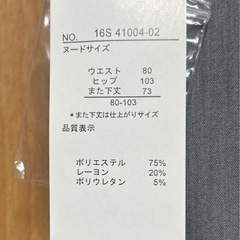 NO. 16S 41004-02
ヌードサイズ
ウエスト 80
ヒップ 103
また下丈 73
80-103
*また下丈は仕上がりサイズ
品質表示
ポリエステル 75%
レーヨン 20%
ポリウレタン 5%